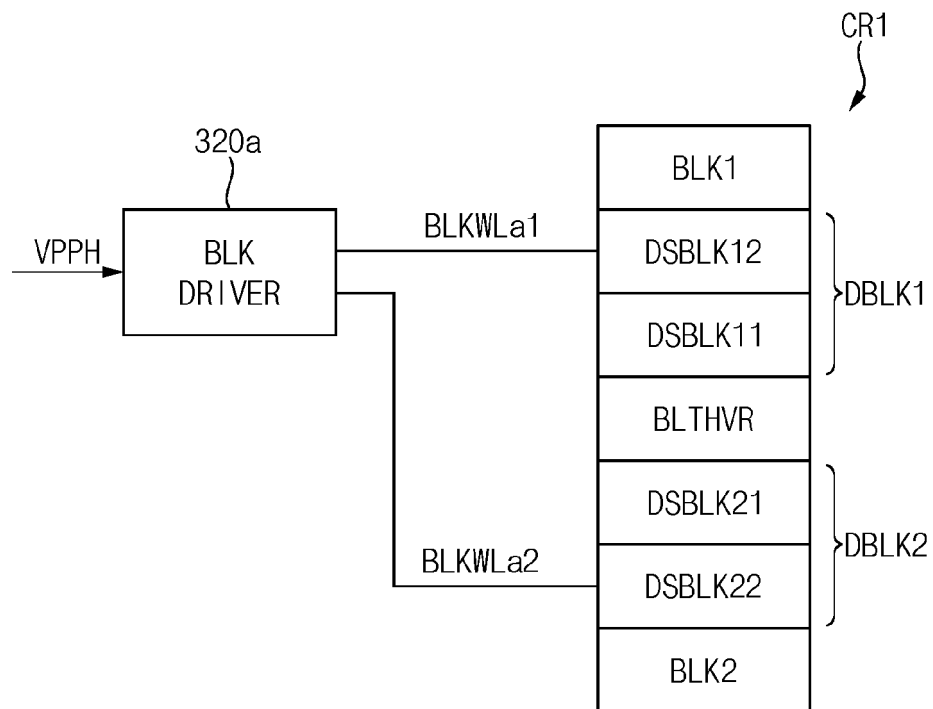 CR1
320a
BLK1
VPPH
BLK
DRIVER
BLKWLa1
DSBLK12
DBLK1
DSBLK11
BLTHVR
DSBLK21
DBLK2
BLKWLa2
DSBLK22
BLK2